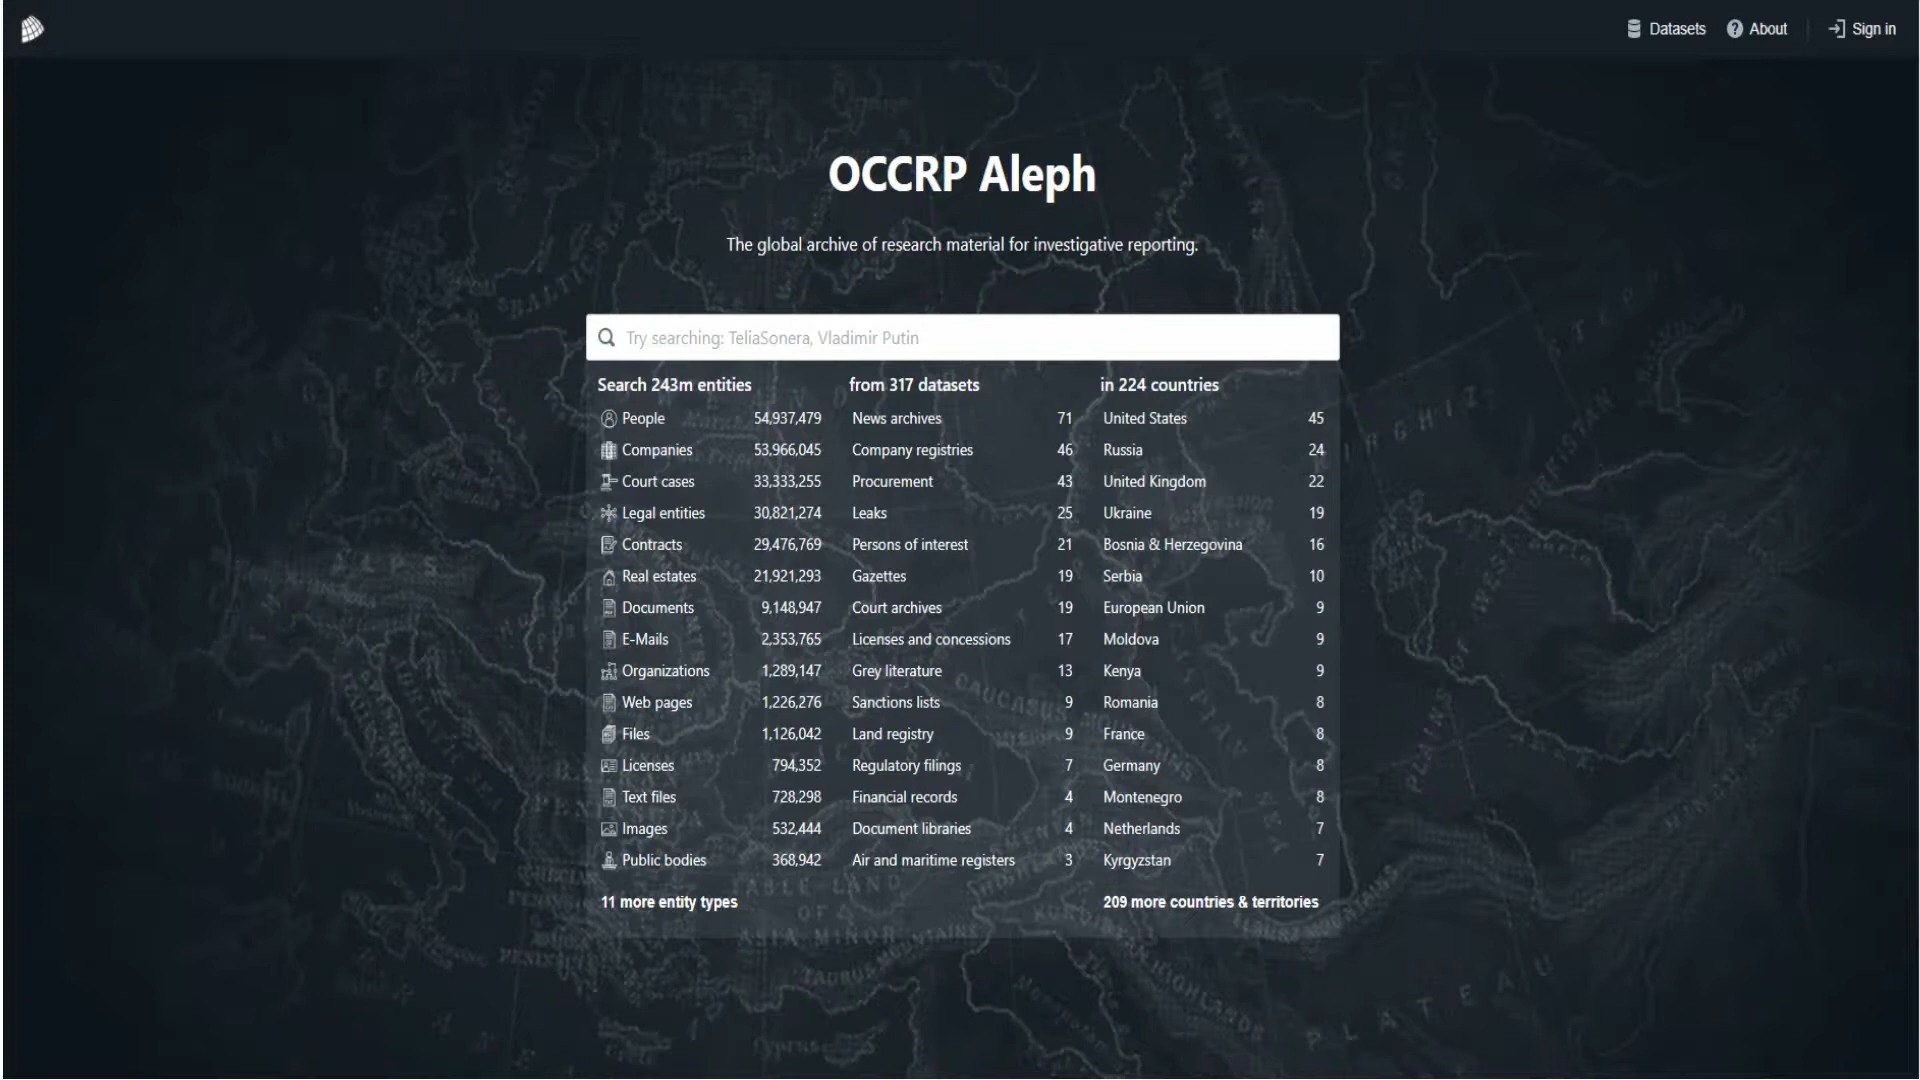 Datasets About Sign in
OCCRP Aleph
The global archive of research material for investigative reporting.
Try searching: TeliaSonera, Vladimir Putin
Search 243m entities from 317 datasets in 224 countries
People 54,937,479 News archives 71 United States 45
Companies 53,966,045 Company registries 46 Russia 24
Court cases 33,333,255 Procurement 43 United Kingdom 22
Legal entities 30,821,274 Leaks 25 Ukraine 19
Contracts 29,476,769 Persons of interest 21 Bosnia & Herzegovina 16
Real estates 21,921,293 Gazettes 19 Serbia 10
Documents 9,148,947 Court archives 19 European Union 9
E-Mails 2,353,765 Licenses and concessions 17 Moldova 9
Organizations 1,289,147 Grey literature 13 Kenya 9
Web pages 1,226,276 Sanctions lists 9 Romania 8
Files 1,126,042 Land registry 9 France 8
Licenses 794,352 Regulatory filings 7 Germany 8
Text files 728,298 Financial records 4 Montenegro 8
Images 532,444 Document libraries 4 Netherlands 7
Public bodies 368,942 Air and maritime registers 3 Kyrgyzstan 7
11 more entity types 209 more countries & territories
TABLE LAND
OF
ASIA MINOR
TAURUS MOUNTAINS
PLATEAU